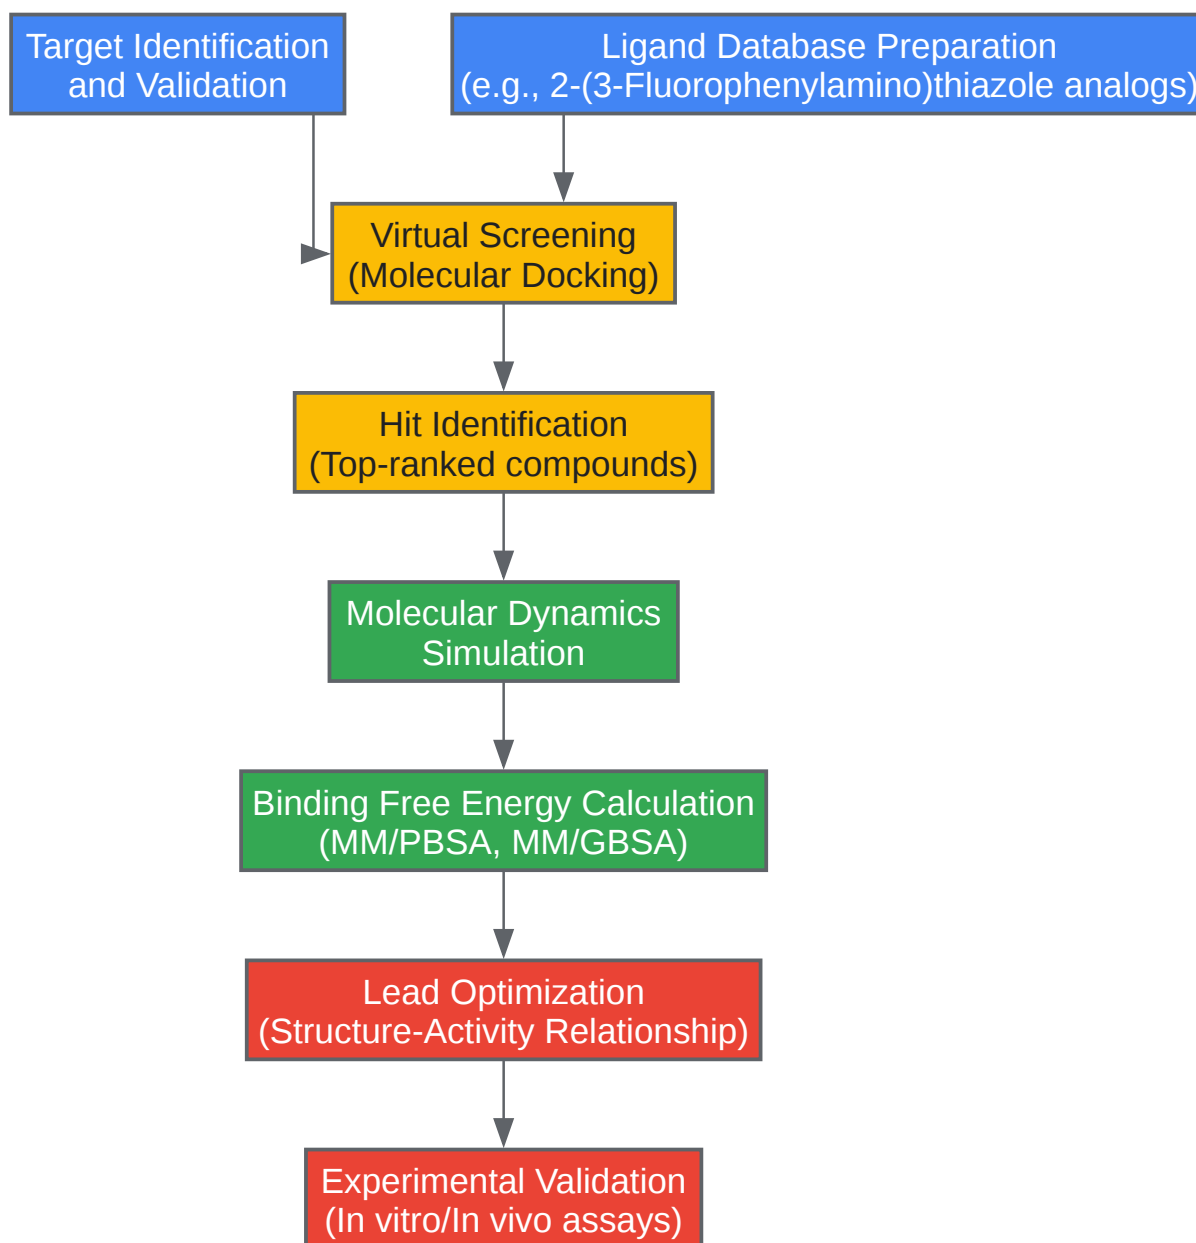 Target Identification
and Validation
Ligand Database Preparation
(e.g., 2-(3-Fluorophenylamino)thiazole analogs)
Virtual Screening
(Molecular Docking)
Hit Identification
(Top-ranked compounds)
Molecular Dynamics
Simulation
Binding Free Energy Calculation
(MM/PBSA, MM/GBSA)
Lead Optimization
(Structure-Activity Relationship)
Experimental Validation
(In vitro/In vivo assays)